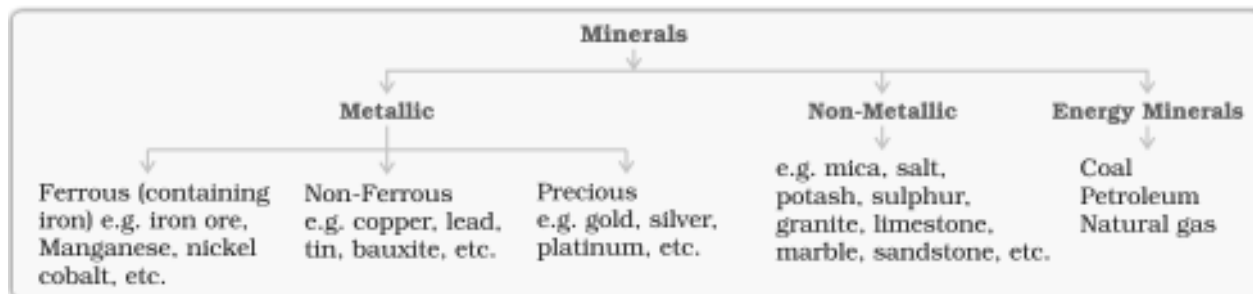 Minerals
Metallic
Non-Metallic
Energy Minerals
Ferrous (containing
iron) e.g. iron ore,
Manganese, nickel
cobalt, etc.
Non-Ferrous
e.g. copper, lead,
tin, bauxite, etc.
Precious
e.g. gold, silver,
platinum, etc.
e.g. mica, salt,
potash, sulphur,
granite, limestone,
marble, sandstone, etc.
Coal
Petroleum
Natural gas